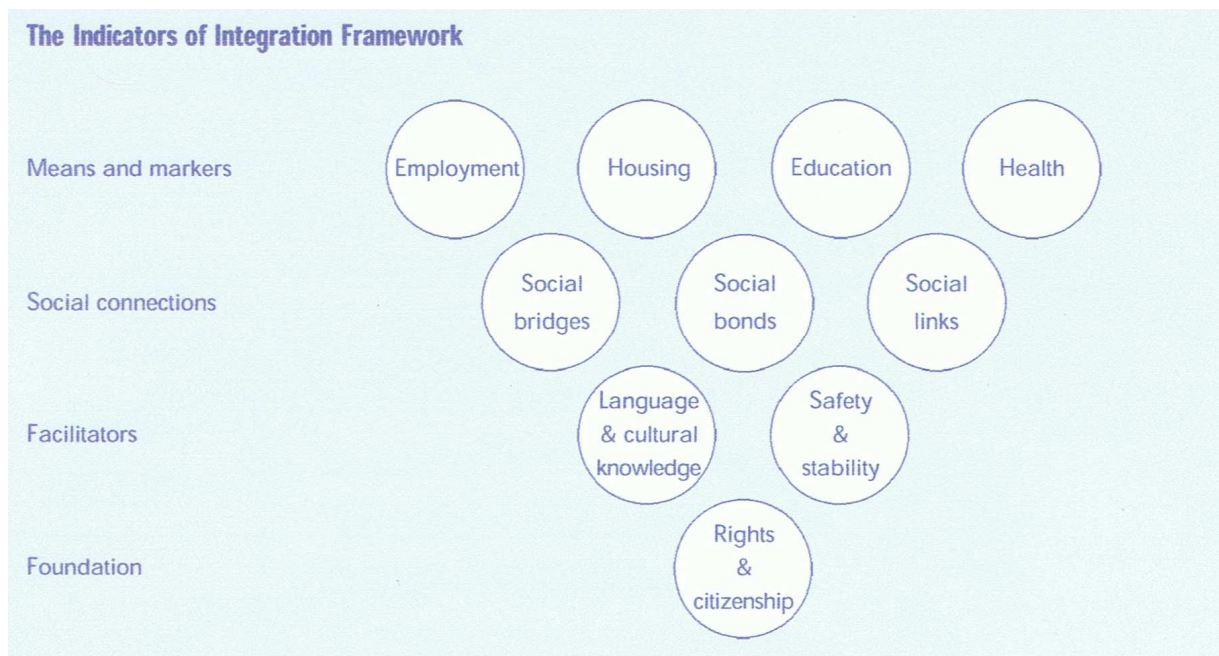 The Indicators of Integration Framework
Means and markers
Employment
Housing
Education
Health
Social connections
Social
bridges
Social
bonds
Social
links
Facilitators
Language
& cultural
knowledge
Safety
&
stability
Foundation
Rights
&
citizenship